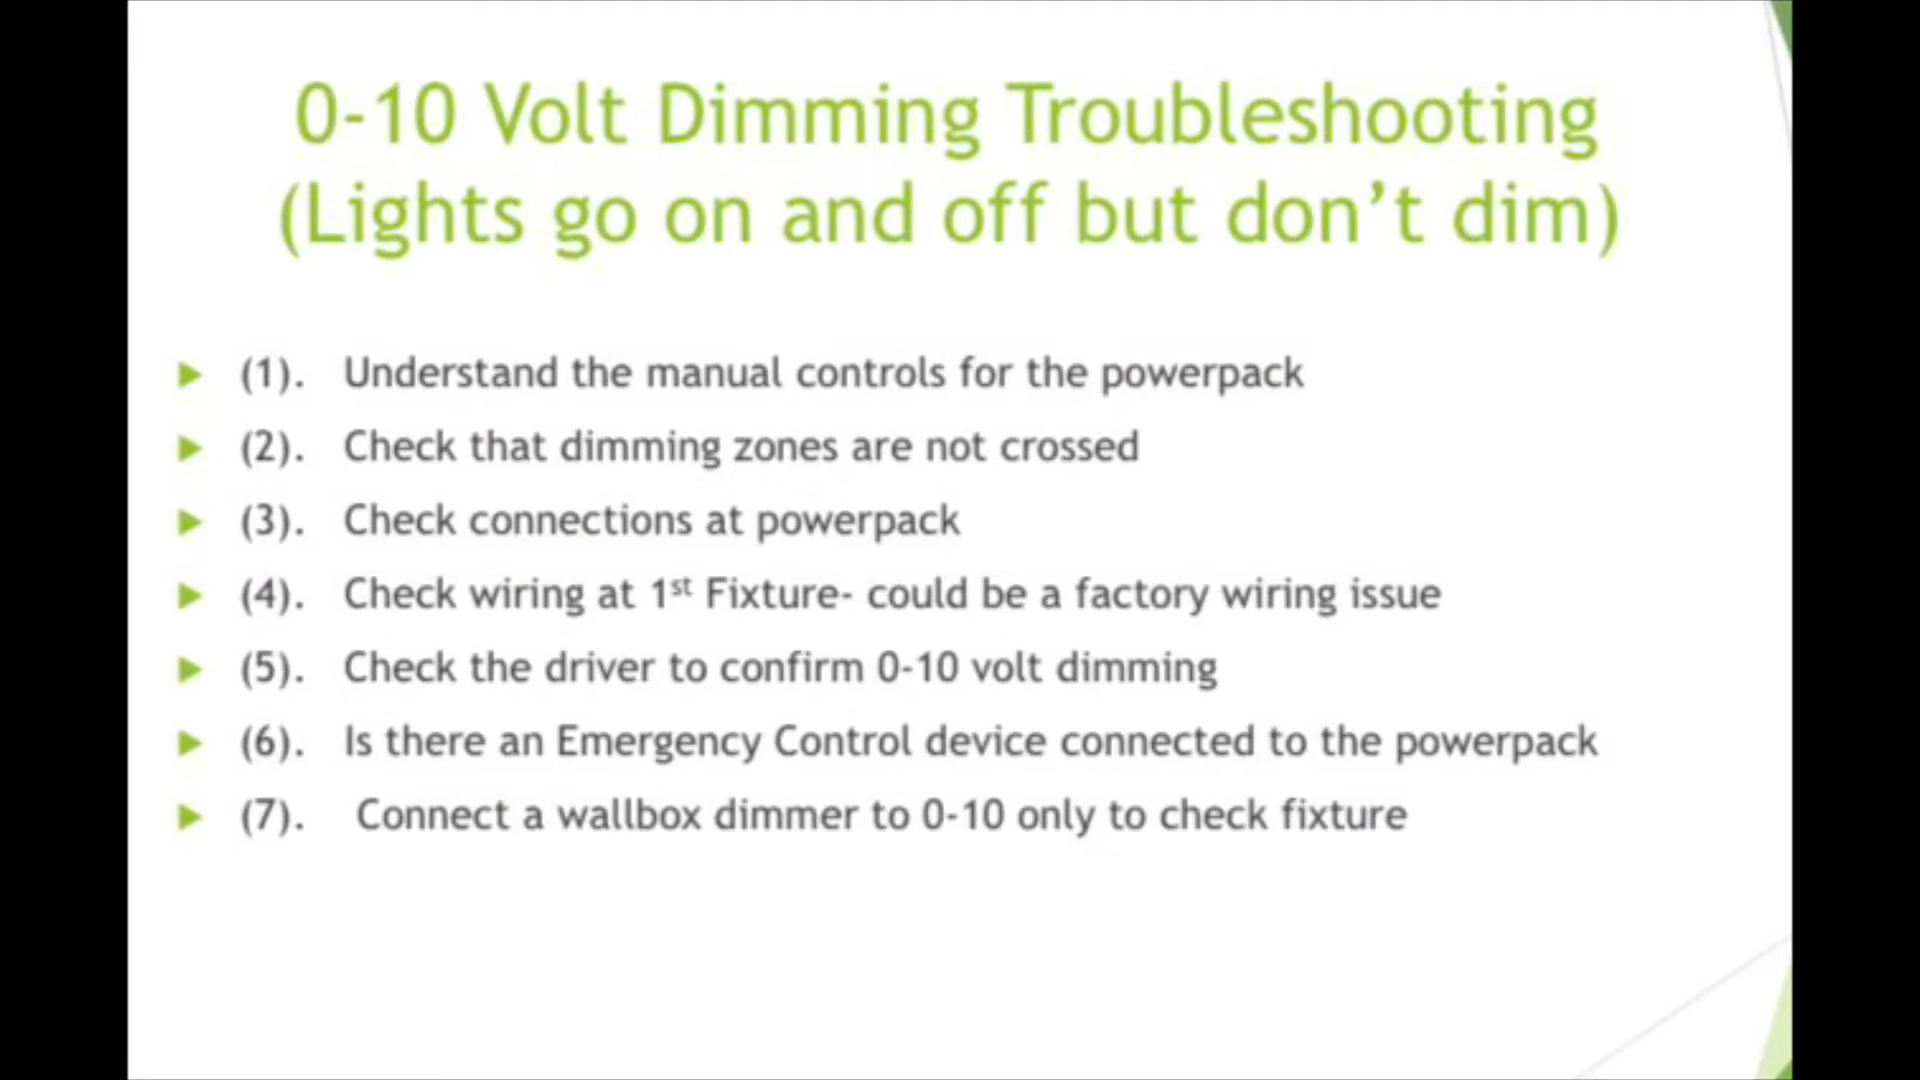 0-10 Volt Dimming Troubleshooting
(Lights go on and off but don’t dim)
(1). Understand the manual controls for the powerpack
(2). Check that dimming zones are not crossed
(3). Check connections at powerpack
(4). Check wiring at 1st Fixture- could be a factory wiring issue
(5). Check the driver to confirm 0-10 volt dimming
(6). Is there an Emergency Control device connected to the powerpack
(7). Connect a wallbox dimmer to 0-10 only to check fixture